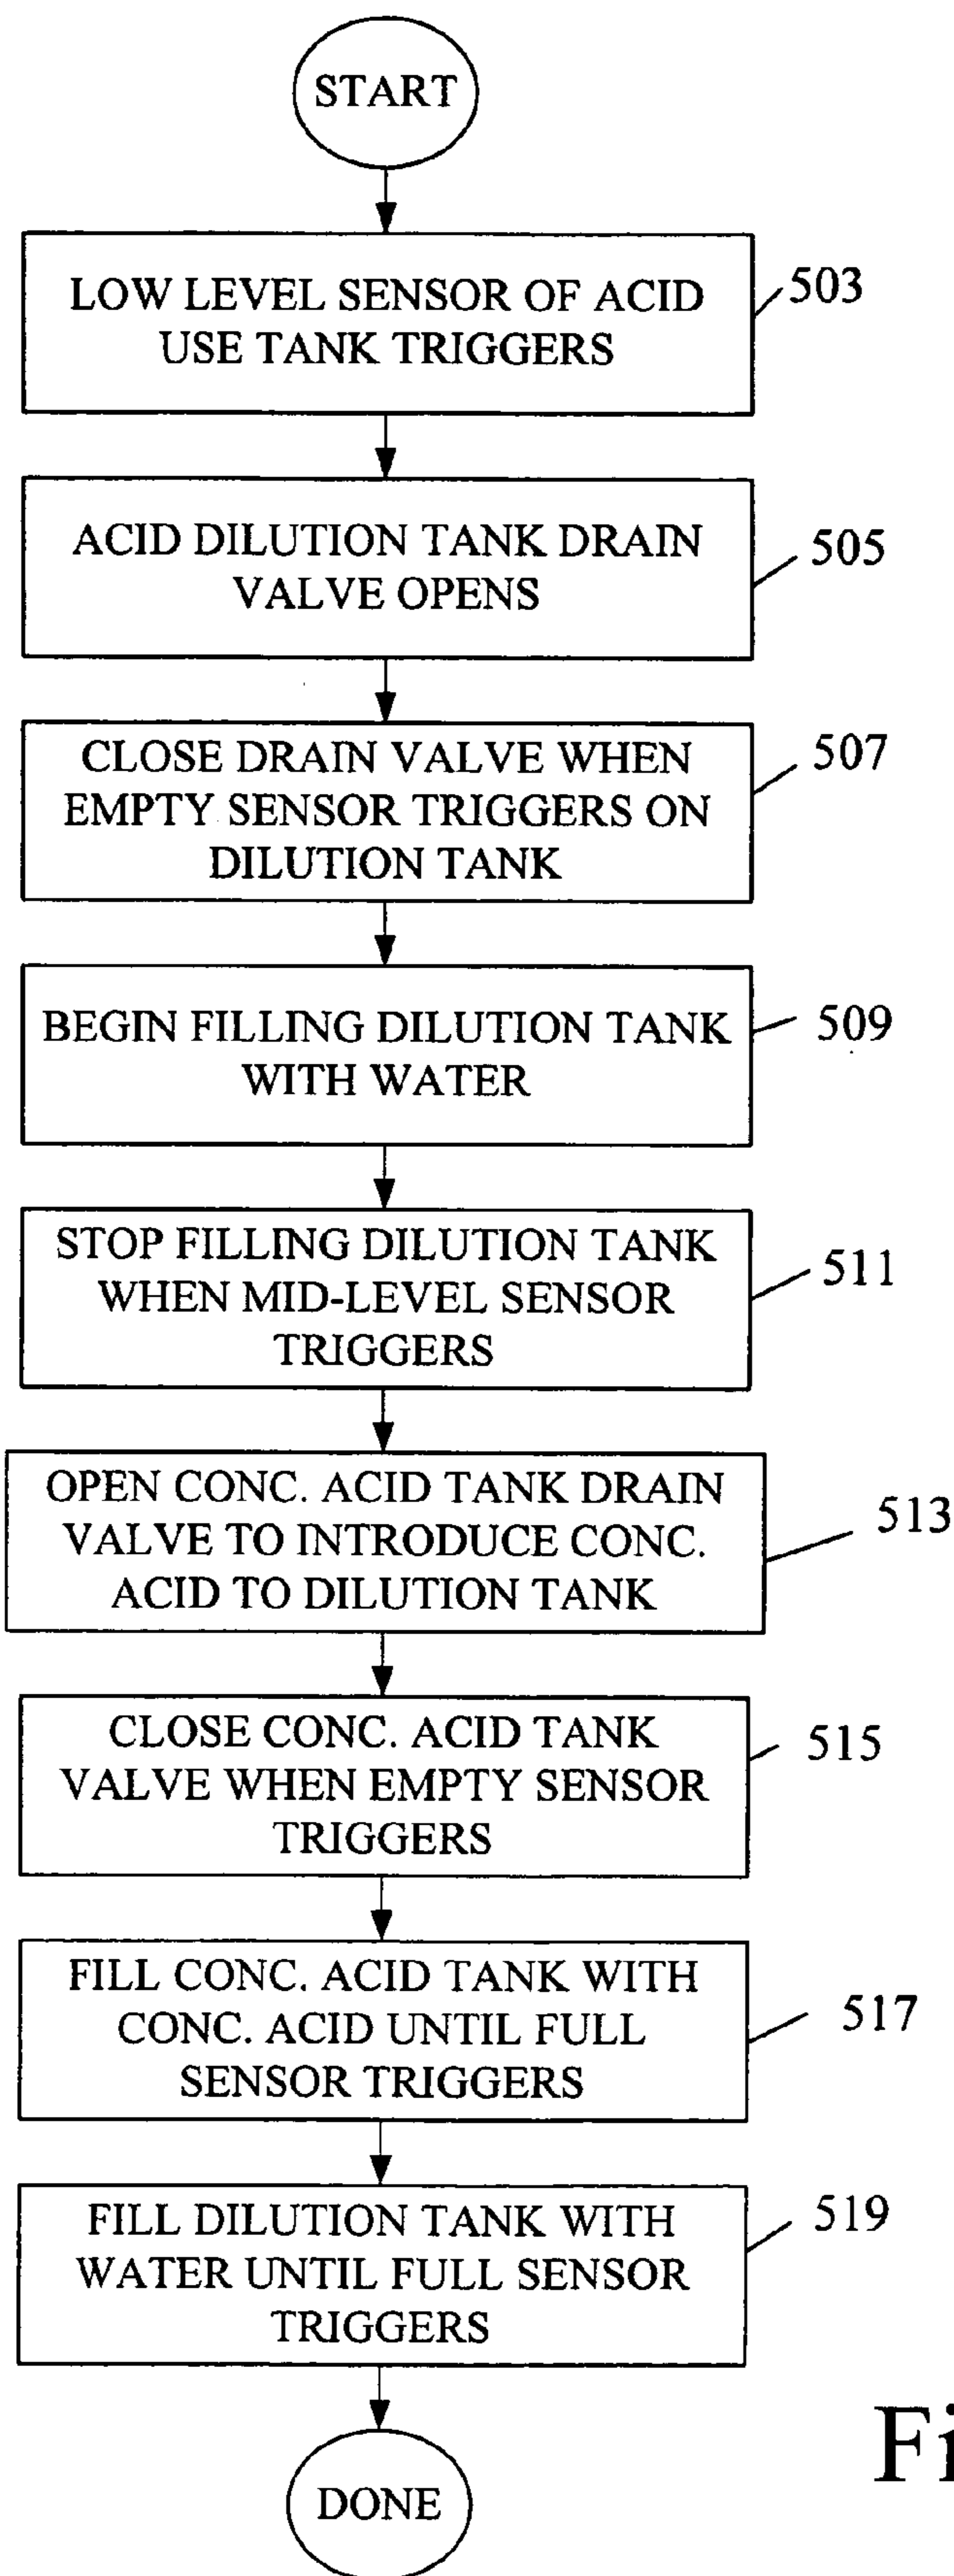 START
LOW LEVEL SENSOR OF ACID
USE TANK TRIGGERS
503
ACID DILUTION TANK DRAIN
VALVE OPENS
505
CLOSE DRAIN VALVE WHEN
EMPTY SENSOR TRIGGERS ON
DILUTION TANK
507
BEGIN FILLING DILUTION TANK
WITH WATER
509
STOP FILLING DILUTION TANK
WHEN MID-LEVEL SENSOR
TRIGGERS
511
OPEN CONC. ACID TANK DRAIN
VALVE TO INTRODUCE CONC.
ACID TO DILUTION TANK
513
CLOSE CONC. ACID TANK
VALVE WHEN EMPTY SENSOR
TRIGGERS
515
FILL CONC. ACID TANK WITH
CONC. ACID UNTIL FULL
SENSOR TRIGGERS
517
FILL DILUTION TANK WITH
WATER UNTIL FULL SENSOR
TRIGGERS
519
DONE
Fi